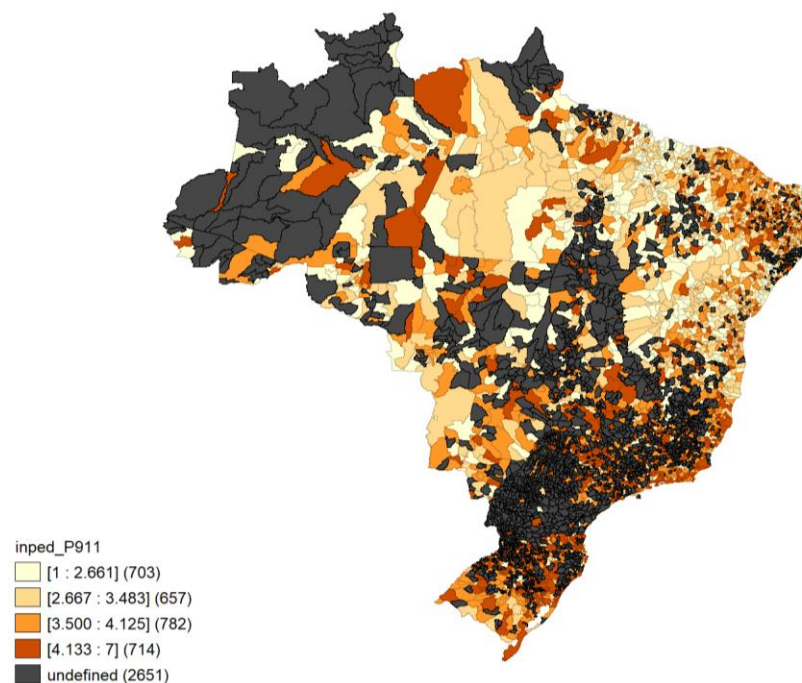 inped_P911
[1 : 2.661] (703)
[2.667 : 3.483] (657)
[3.500 : 4.125] (782)
[4.133 : 7] (714)
undefined (2651)